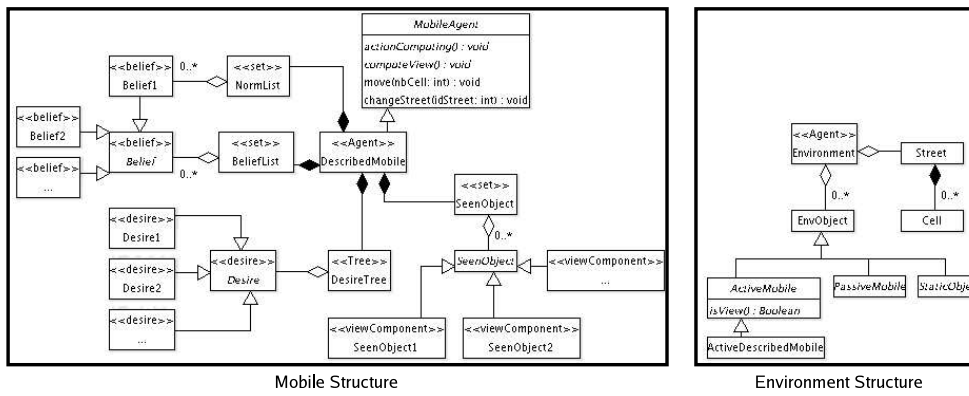 MobileAgent
actionComputing() : void
computeView() : void
move(nbCell: int) : void
changeStreet(idStreet: int) : void
<<belief>>
Belief1
0..*
<<set>>
NormList
<<belief>>
Belief2
<<belief>>
Belief
0..*
<<set>>
BeliefList
<<Agent>>
DescribedMobile
<<belief>>
...
<<set>>
SeenObject
0..*
<<desire>>
Desire1
<<desire>>
Desire2
<<desire>>
Desire
<<Tree>>
DesireTree
SeenObject
<<viewComponent>>
...
<<desire>>
...
<<viewComponent>>
SeenObject1
<<viewComponent>>
SeenObject2
Mobile Structure
<<Agent>>
Environment
Street
0..*
0..*
EnvObject
Cell
ActiveMobile
isView() : Boolean
PassiveMobile
StaticObje
ActiveDescribedMobile
Environment Structure